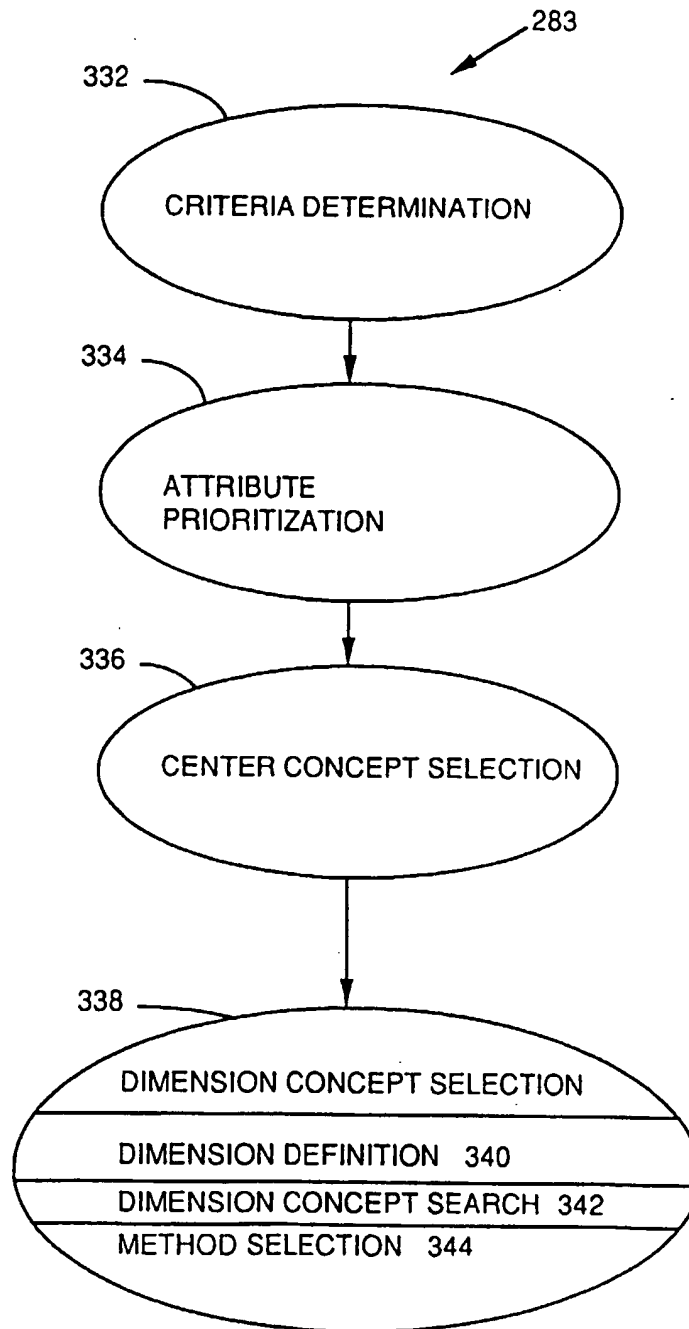 283
332
CRITERIA DETERMINATION
334
ATTRIBUTE
PRIORITIZATION
336
CENTER CONCEPT SELECTION
338
DIMENSION CONCEPT SELECTION
DIMENSION DEFINITION 340
DIMENSION CONCEPT SEARCH 342
METHOD SELECTION 344